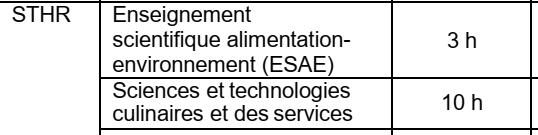 STHR
Enseignement
scientifique alimentation-
environnement (ESAE)
3 h
Sciences et technologies
culinaires et des services
10 h